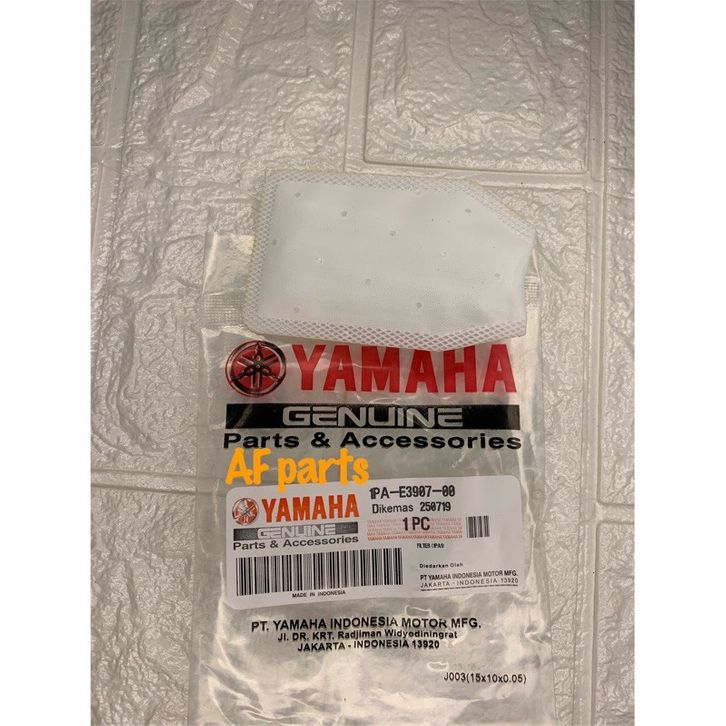 YAMAHA
GENUINE
Parts & Accessories
AF parts
YAMAHA
GENUINE
Parts & Accessories
MADE IN INDONESIA
1PA-E3907-00
Dikemas 250719
1 PC
FILTER (1PA9)
Diedarkan Oleh
PT YAMAHA INDONESIA MOTOR MFG.
JAKARTA - INDONESIA 13920
PT. YAMAHA INDONESIA MOTOR MFG.
Jl. DR. KRT. Radjiman Widyodiningrat
JAKARTA - INDONESIA 13920
J003(15x10x0.05)